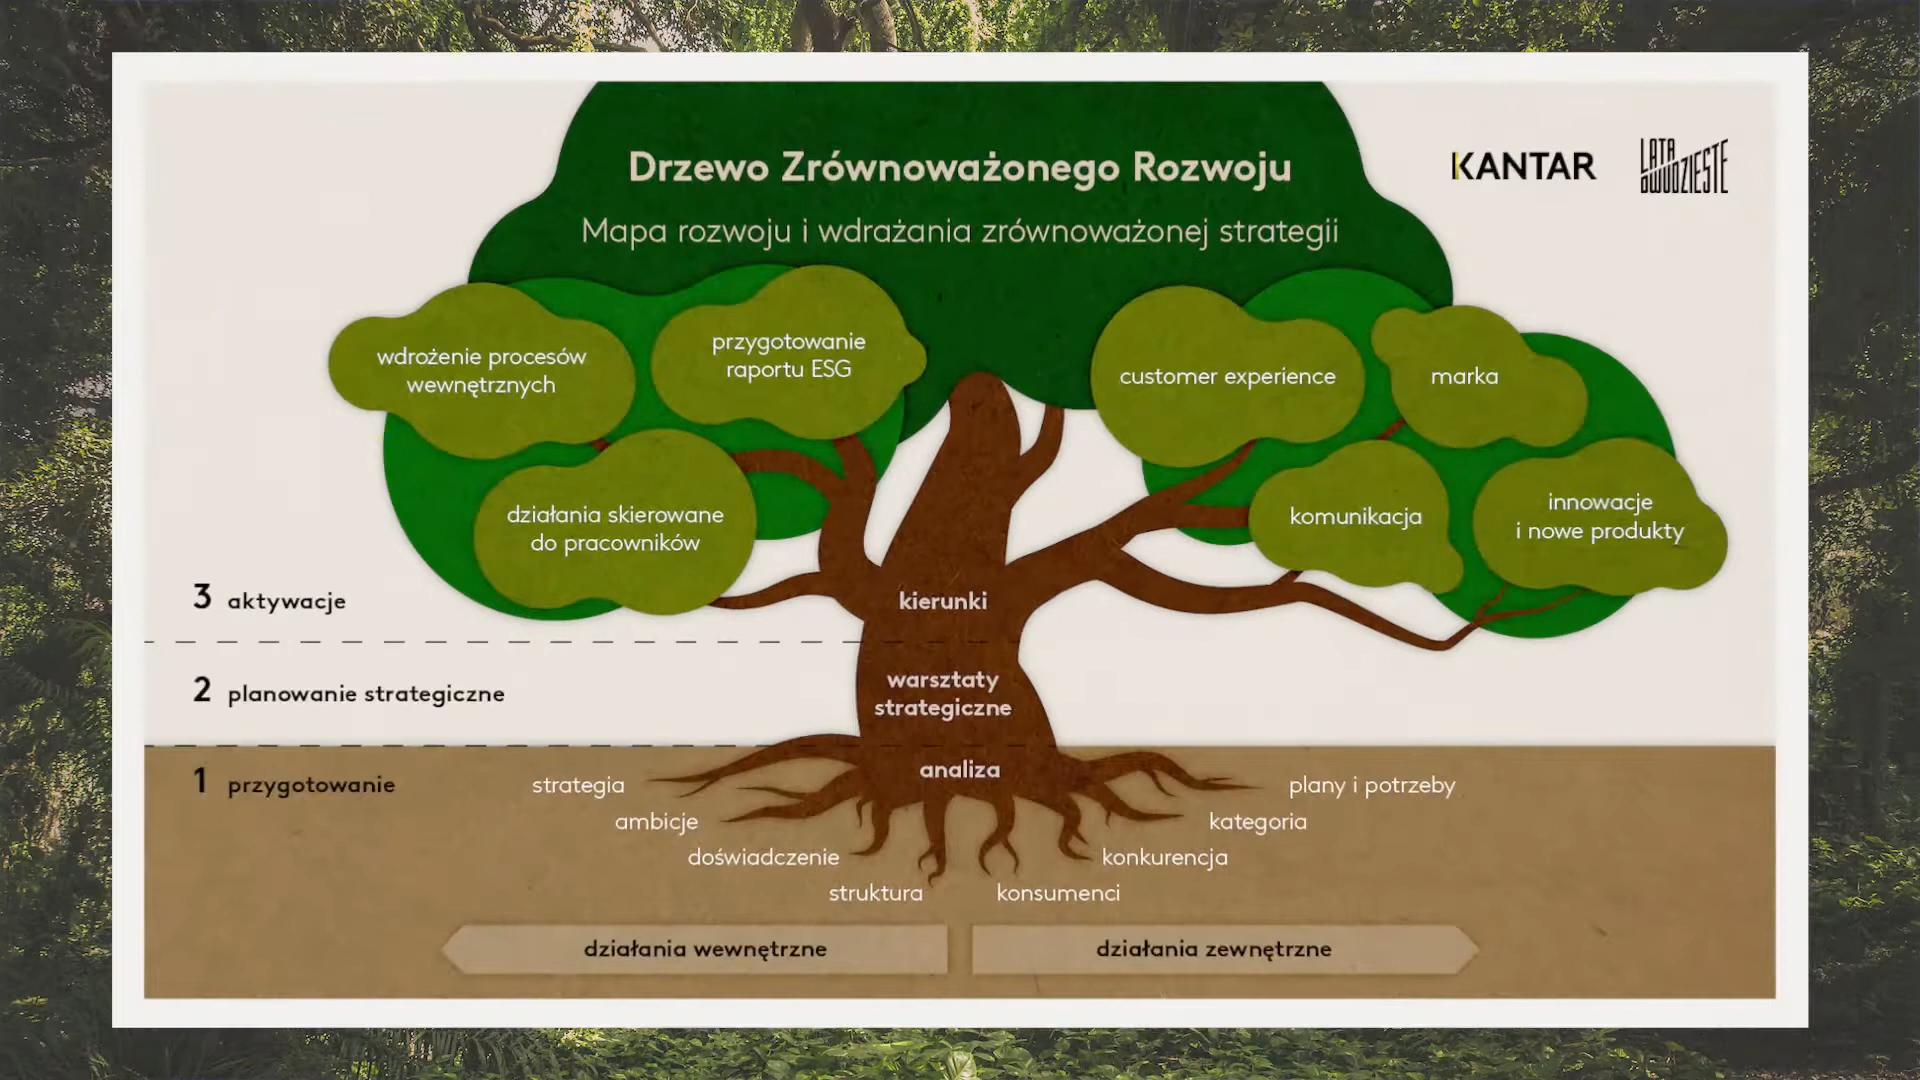 Drzewo Zrównoważonego Rozwoju
Mapa rozwoju i wdrażania zrównoważonej strategii
KANTAR
LATA
DWUDZIESTE
wdrożenie procesów
wewnętrznych
przygotowanie
raportu ESG
działania skierowane
do pracowników
customer experience
marka
komunikacja
innowacje
i nowe produkty
3 aktywacje
kierunki
2 planowanie strategiczne
warsztaty
strategiczne
1 przygotowanie
analiza
strategia
ambicje
doświadczenie
struktura
plany i potrzeby
kategoria
konkurencja
konsumenci
działania wewnętrzne
działania zewnętrzne